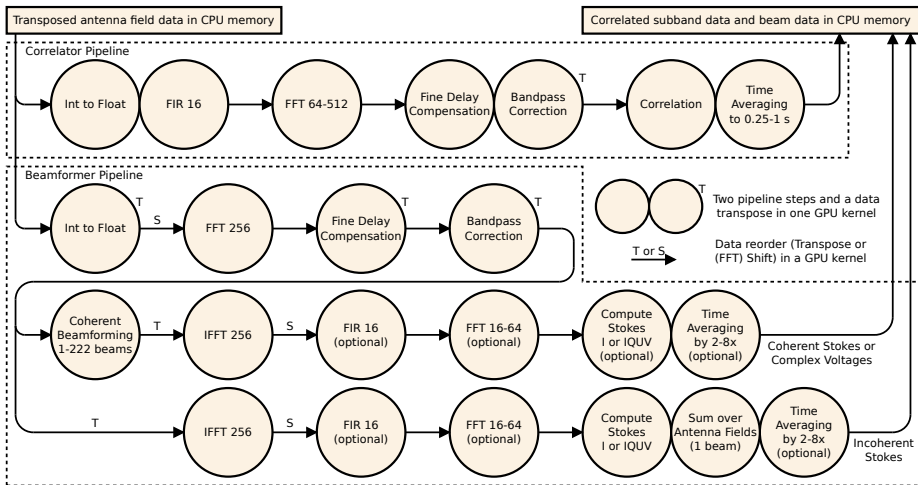 Transposed antenna field data in CPU memory
Correlated subband data and beam data in CPU memory
Correlator Pipeline
Int to Float
FIR 16
FFT 64-512
Fine Delay
Compensation
Bandpass
Correction
T
Correlation
Time
Averaging
to 0.25-1 s
Beamformer Pipeline
Int to Float
T
S
FFT 256
Fine Delay
Compensation
T
Bandpass
Correction
T
T
Two pipeline steps and a data
transpose in one GPU kernel
T or S
Data reorder (Transpose or
(FFT) Shift) in a GPU kernel
Coherent
Beamforming
1-222 beams
T
IFFT 256
S
FIR 16
(optional)
FFT 16-64
(optional)
Compute
Stokes
I or IQUV
(optional)
Time
Averaging
by 2-8x
(optional)
Coherent Stokes or
Complex Voltages
T
IFFT 256
S
FIR 16
(optional)
FFT 16-64
(optional)
Compute
Stokes
I or IQUV
Sum over
Antenna Fields
(1 beam)
Time
Averaging
by 2-8x
(optional)
Incoherent
Stokes